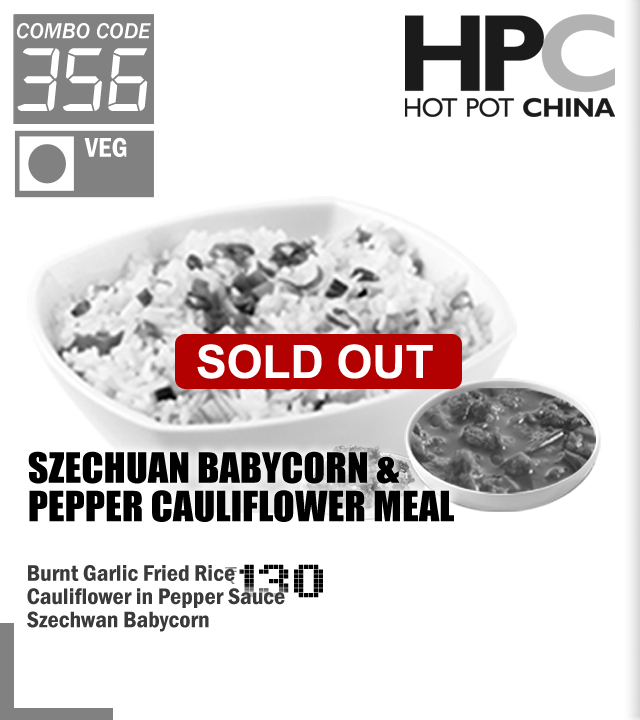 COMBO CODE
356
VEG
HPC
HOT POT CHINA
SOLD OUT
SZECHUAN BABYCORN &
PEPPER CAULIFLOWER MEAL
Burnt Garlic Fried Rice
₹130
Cauliflower in Pepper Sauce
Szechwan Babycorn